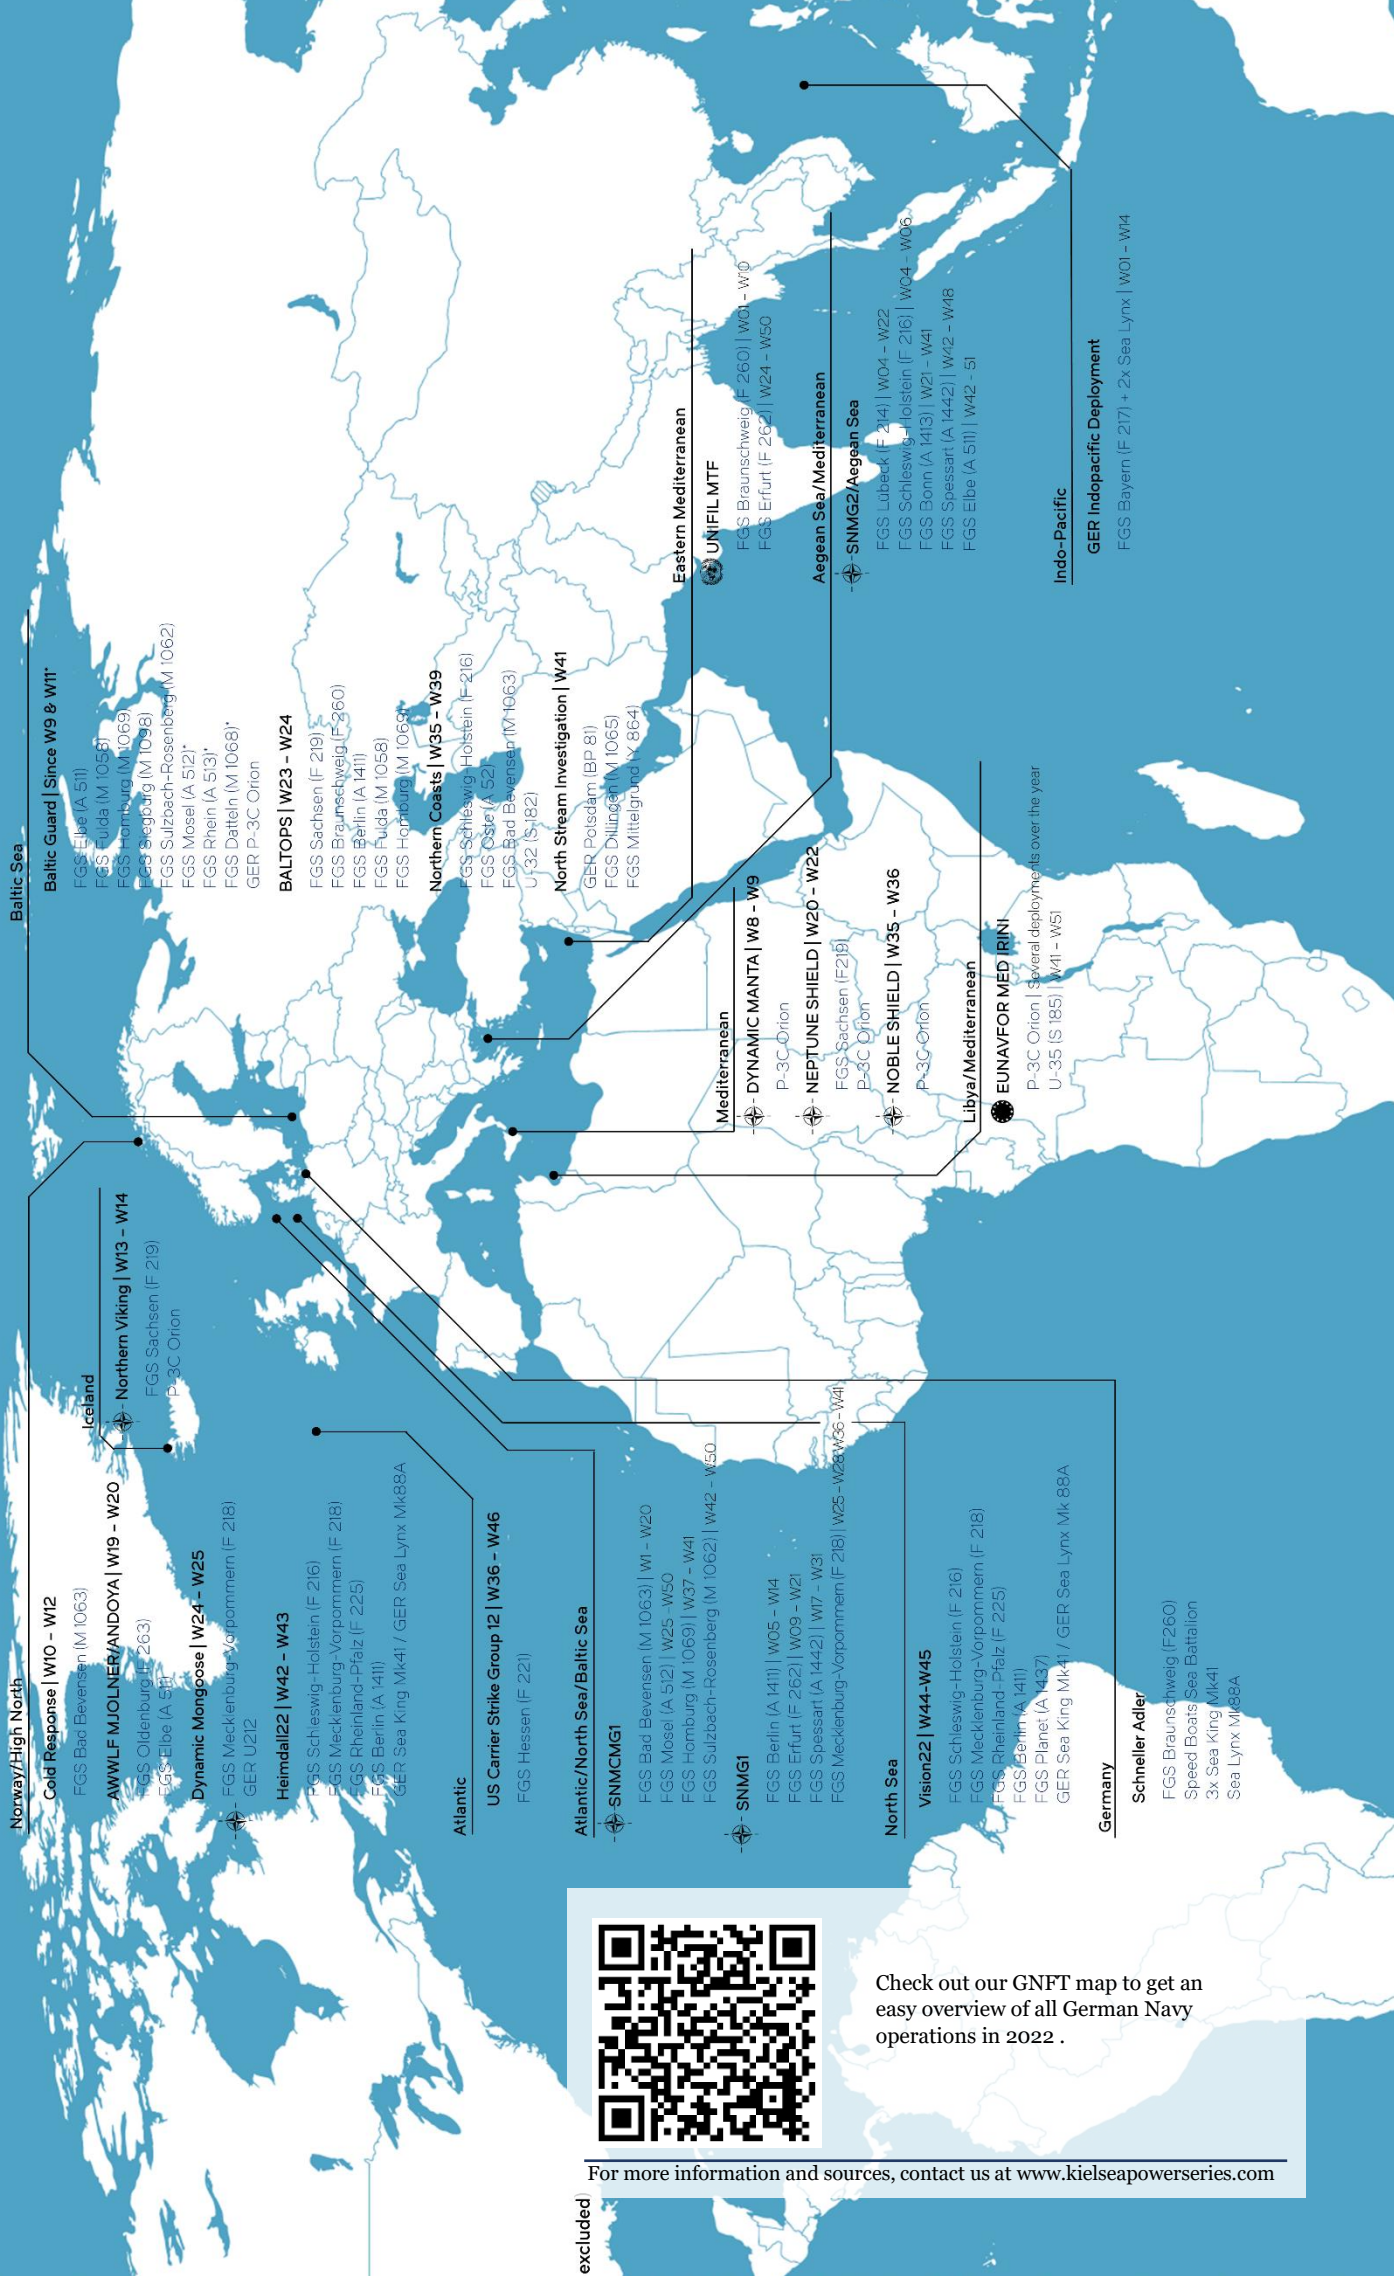 Norway/High North
Cold Response | W10 – W12
FGS Bad Bevensen (M 1063)
AWWLF MJOLNER/ANDOYA | W19 – W20
FGS Oldenburg (F 263)
FGS Elbe (A 511)
Dynamic Mongoose | W24 – W25
FGS Mecklenburg-Vorpommern (F 218)
GER U212
Heimdall22 | W42 – W43
FGS Schleswig-Holstein (F 216)
FGS Mecklenburg-Vorpommern (F 218)
FGS Rheinland-Pfalz (F 225)
FGS Berlin (A 1411)
GER Sea King Mk41 / GER Sea Lynx Mk88A
Iceland
Northern Viking | W13 – W14
FGS Sachsen (F 219)
P-3C Orion
Atlantic
US Carrier Strike Group 12 | W36 – W46
FGS Hessen (F 221)
Atlantic/North Sea/Baltic Sea
SNMCMG1
FGS Bad Bevensen (M 1063) | W1 – W20
FGS Mosel (A 512) | W25 -W50
FGS Homburg (M 1069) | W37 – W41
FGS Sulzbach-Rosenberg (M 1062) | W42 – W50
SNMG1
FGS Berlin (A 1411) | W05 – W14
FGS Erfurt (F 262) | W09 – W21
FGS Spessart (A 1442) | W17 – W31
FGS Mecklenburg-Vorpommern (F 218) | W25–W28 W36–W41
North Sea
Vision22 | W44-W45
FGS Schleswig-Holstein (F 216)
FGS Mecklenburg-Vorpommern (F 218)
FGS Rheinland-Pfalz (F 225)
FGS Berlin (A 1411)
FGS Planet (A 1437)
GER Sea King Mk41 / GER Sea Lynx Mk 88A
Germany
Schneller Adler
FGS Braunschweig (F260)
Speed Boats Sea Battalion
3x Sea King Mk41
Sea Lynx Mk88A
Baltic Sea
Baltic Guard | Since W9 & W11*
FGS Elbe (A 511)
FGS Fulda (M 1058)
FGS Homburg (M 1069)
FGS Siegburg (M 1098)
FGS Sulzbach-Rosenberg (M 1062)
FGS Mosel (A 512)*
FGS Rhein (A 513)*
FGS Datteln (M 1068)*
GER P-3C Orion
BALTOPS | W23 – W24
FGS Sachsen (F 219)
FGS Braunschweig (F 260)
FGS Berlin (A 1411)
FGS Fulda (M 1058)
FGS Homburg (M 1069)
Northern Coasts | W35 – W39
FGS Schleswig-Holstein (F 216)
FGS Oste (A 52)
FGS Bad Bevensen (M 1063)
U-32 (S 182)
North Stream Investigation | W41
GER Potsdam (BP 81)
FGS Dillingen (M 1065)
FGS Mittelgrund (Y 864)
Mediterranean
DYNAMIC MANTA | W8 – W9
P-3C Orion
NEPTUNE SHIELD | W20 – W22
FGS Sachsen (F219)
P-3C Orion
NOBLE SHIELD | W35 – W36
P-3C Orion
Libya/Mediterranean
EUNAVFOR MED IRINI
P-3C Orion | Several deployments over the year
U-35 (S 185) | W41 – W51
Eastern Mediterranean
UNIFIL MTF
FGS Braunschweig (F 260) | W01 – W10
FGS Erfurt (F 262) | W24 – W50
Aegean Sea/Mediterranean
SNMG2/Aegean Sea
FGS Lübeck (F 214) | W04 – W22
FGS Schleswig-Holstein (F 216) | W04 – W06
FGS Bonn (A 1413) | W21 – W41
FGS Spessart (A 1442) | W42 – W48
FGS Elbe (A 511) | W42 - 51
Indo-Pacific
GER Indopacific Deployment
FGS Bayern (F 217) + 2x Sea Lynx | W01 – W14
excluded)
Check out our GNFT map to get an
easy overview of all German Navy
operations in 2022 .
For more information and sources, contact us at www.kielseapowerseries.com